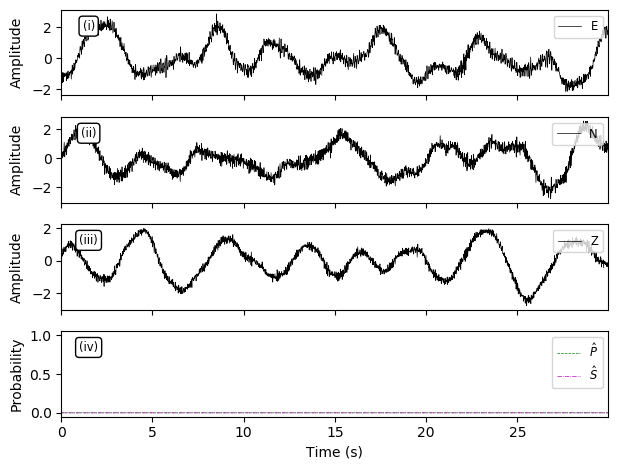 Amplitude
2
0
−2
(i)
E
Amplitude
2
0
−2
(ii)
N
Amplitude
2
0
−2
(iii)
Z
Probability
1.0
0.5
0.0
(iv)
P̂
Ŝ
0 5 10 15 20 25
Time (s)